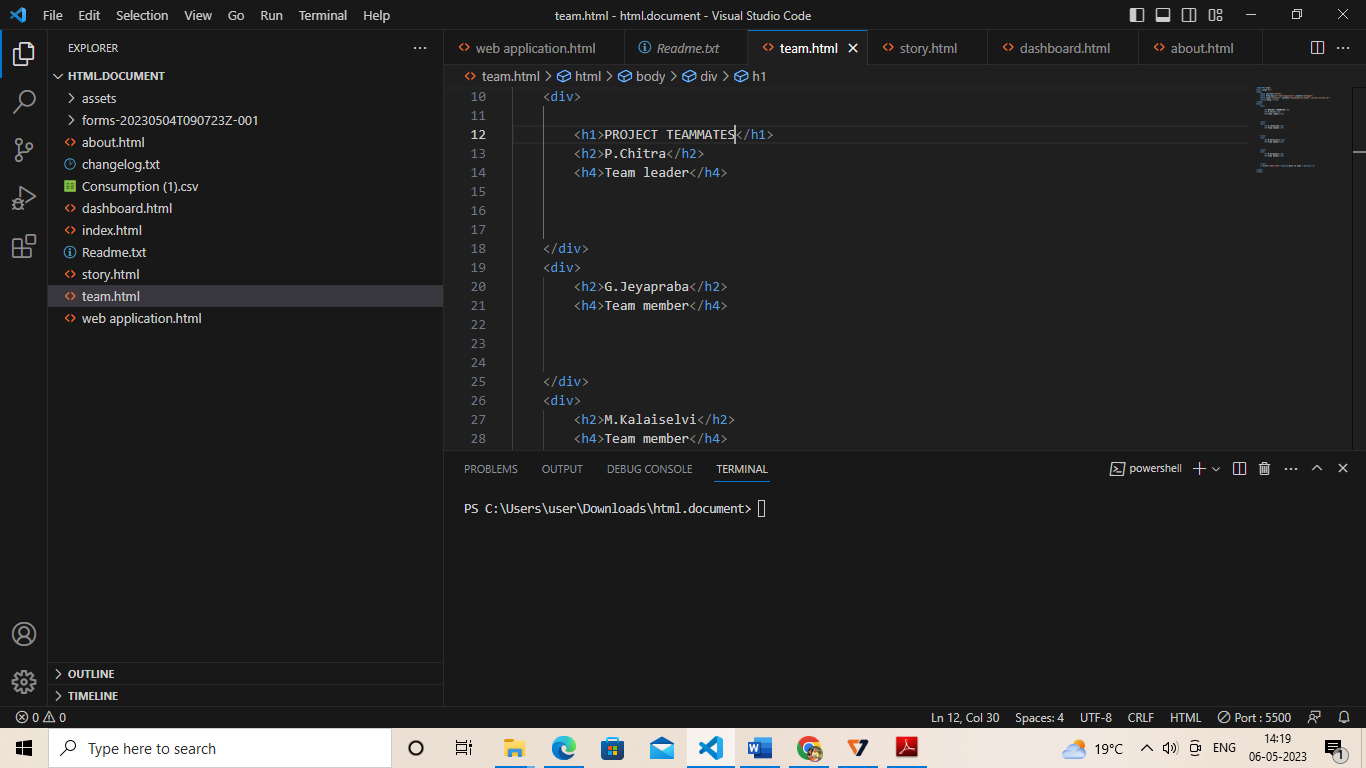 File Edit Selection View Go Run Terminal Help team.html - html.document - Visual Studio Code
EXPLORER
HTML.DOCUMENT
assets
forms-20230504T090723Z-001
about.html
changelog.txt
Consumption (1).csv
dashboard.html
index.html
Readme.txt
story.html
team.html
web application.html
OUTLINE
TIMELINE
web application.html Readme.txt team.html story.html dashboard.html about.html
team.html > html > body > div > h1
10 <div>
11
12 <h1>PROJECT TEAMMATES</h1>
13 <h2>P.Chitra</h2>
14 <h4>Team leader</h4>
15
16
17
18 </div>
19 <div>
20 <h2>G.Jeyapraba</h2>
21 <h4>Team member</h4>
22
23
24
25 </div>
26 <div>
27 <h2>M.Kalaiselvi</h2>
28 <h4>Team member</h4>
PROBLEMS OUTPUT DEBUG CONSOLE TERMINAL powershell
PS C:\Users\user\Downloads\html.document>
0 0 Ln 12, Col 30 Spaces: 4 UTF-8 CRLF HTML Port : 5500
Type here to search 19°C ENG 14:19
06-05-2023 1